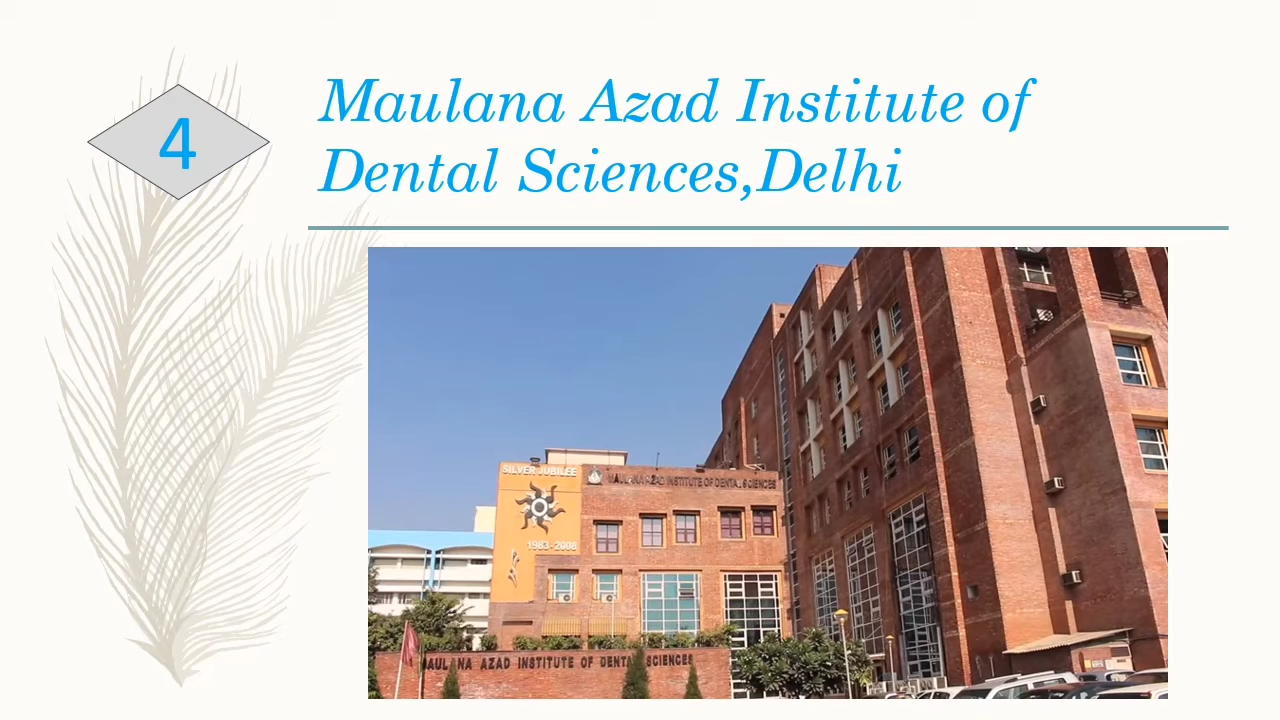 4
Maulana Azad Institute of
Dental Sciences,Delhi
SILVER JUBILEE
MAULANA AZAD INSTITUTE OF DENTAL SCIENCES
1983-2008
MAULANA AZAD INSTITUTE OF DENTAL SCIENCES